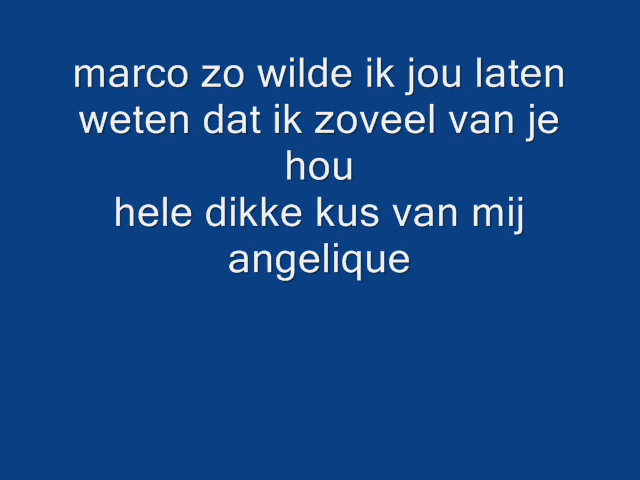 marco zo wilde ik jou laten
weten dat ik zoveel van je
hou
hele dikke kus van mij
angelique